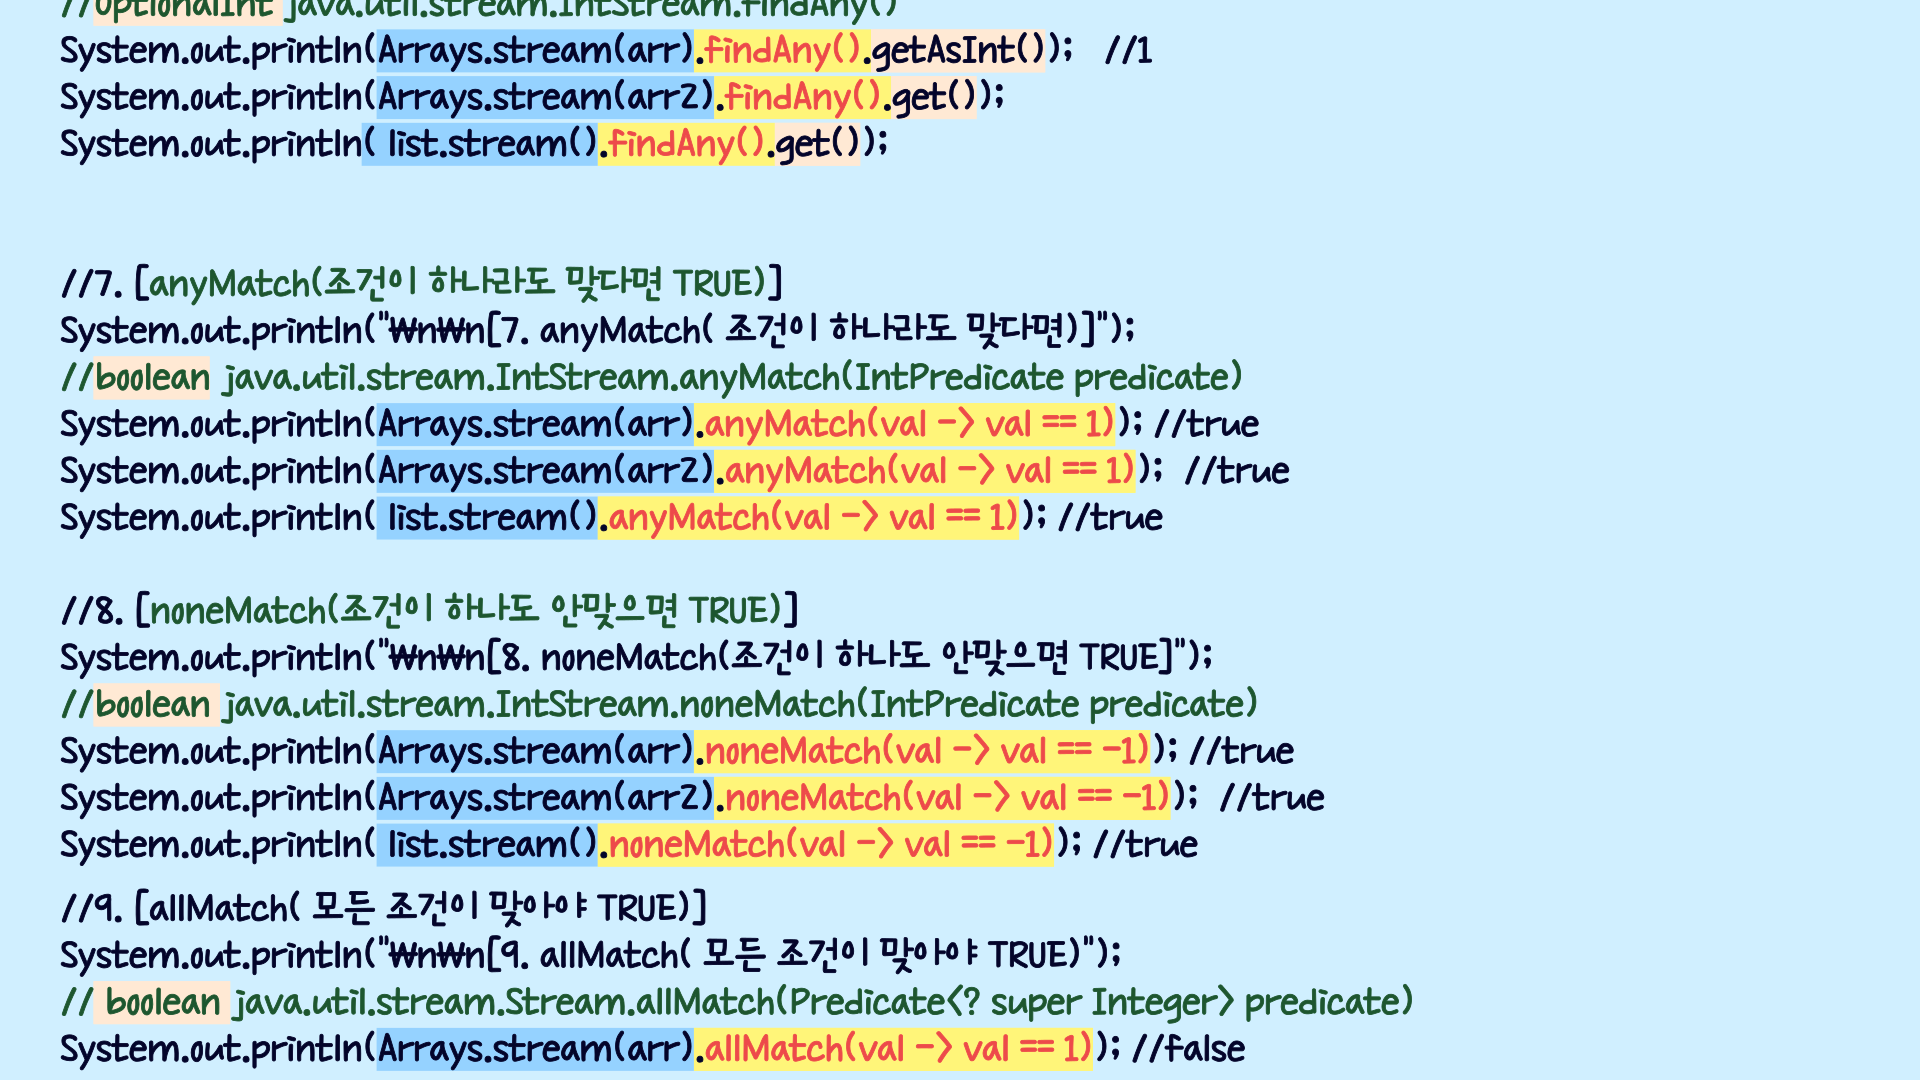 //OptionalInt java.util.stream.IntStream.findAny()
System.out.println(Arrays.stream(arr).findAny().getAsInt());   //1
System.out.println(Arrays.stream(arr2).findAny().get());
System.out.println( list.stream().findAny().get());
//7. [anyMatch(조건이 하나라도 맞다면 TRUE)]
System.out.println("₩n₩n[7. anyMatch( 조건이 하나라도 맞다면)]");
//boolean java.util.stream.IntStream.anyMatch(IntPredicate predicate)
System.out.println(Arrays.stream(arr).anyMatch(val -> val == 1)); //true
System.out.println(Arrays.stream(arr2).anyMatch(val -> val == 1));  //true
System.out.println( list.stream().anyMatch(val -> val == 1)); //true
//8. [noneMatch(조건이 하나도 안맞으면 TRUE)]
System.out.println("₩n₩n[8. noneMatch(조건이 하나도 안맞으면 TRUE]");
//boolean java.util.stream.IntStream.noneMatch(IntPredicate predicate)
System.out.println(Arrays.stream(arr).noneMatch(val -> val == -1)); //true
System.out.println(Arrays.stream(arr2).noneMatch(val -> val == -1));  //true
System.out.println( list.stream().noneMatch(val -> val == -1)); //true
//9. [allMatch( 모든 조건이 맞아야 TRUE)]
System.out.println("₩n₩n[9. allMatch( 모든 조건이 맞아야 TRUE)");
// boolean java.util.stream.Stream.allMatch(Predicate<? super Integer> predicate)
System.out.println(Arrays.stream(arr).allMatch(val -> val == 1)); //false